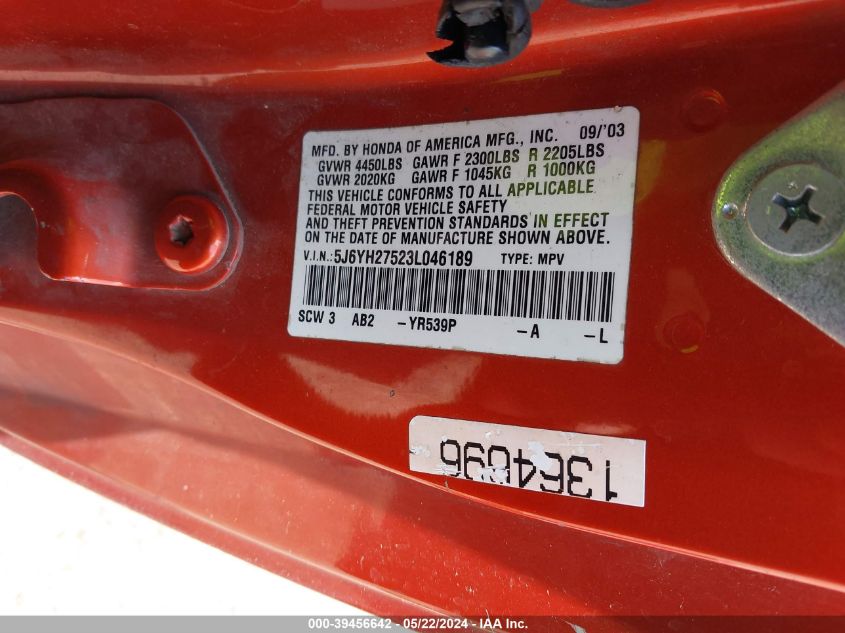 MFD. BY HONDA OF AMERICA MFG., INC. 09/'03
GVWR 4450LBS GAWR F 2300LBS R 2205LBS
GVWR 2020KG GAWR F 1045KG R 1000KG
THIS VEHICLE CONFORMS TO ALL APPLICABLE
FEDERAL MOTOR VEHICLE SAFETY
AND THEFT PREVENTION STANDARDS IN EFFECT
ON THE DATE OF MANUFACTURE SHOWN ABOVE.
V.I.N.:5J6YH27523L046189 TYPE: MPV
SCW 3 AB2 -YR539P -A -L
1364696
000-39456642 - 05/22/2024 - IAA Inc.